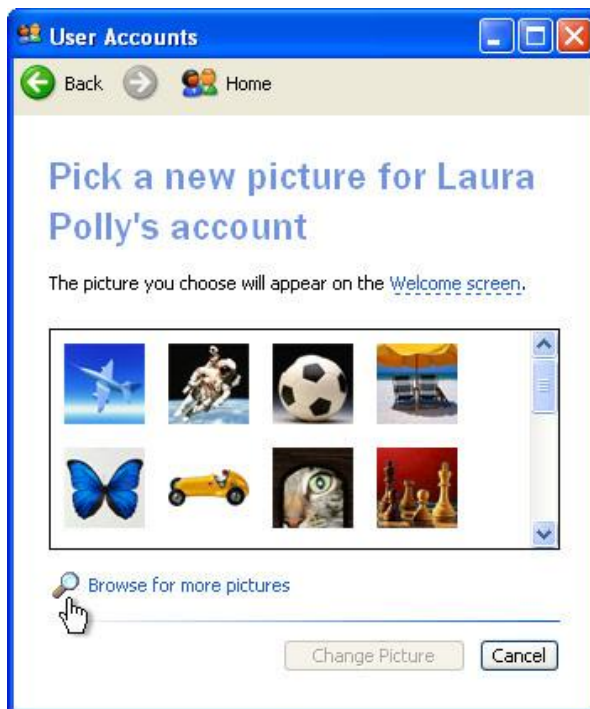 User Accounts
Back Home
Pick a new picture for Laura
Polly's account
The picture you choose will appear on the Welcome screen.
Browse for more pictures
Change Picture Cancel